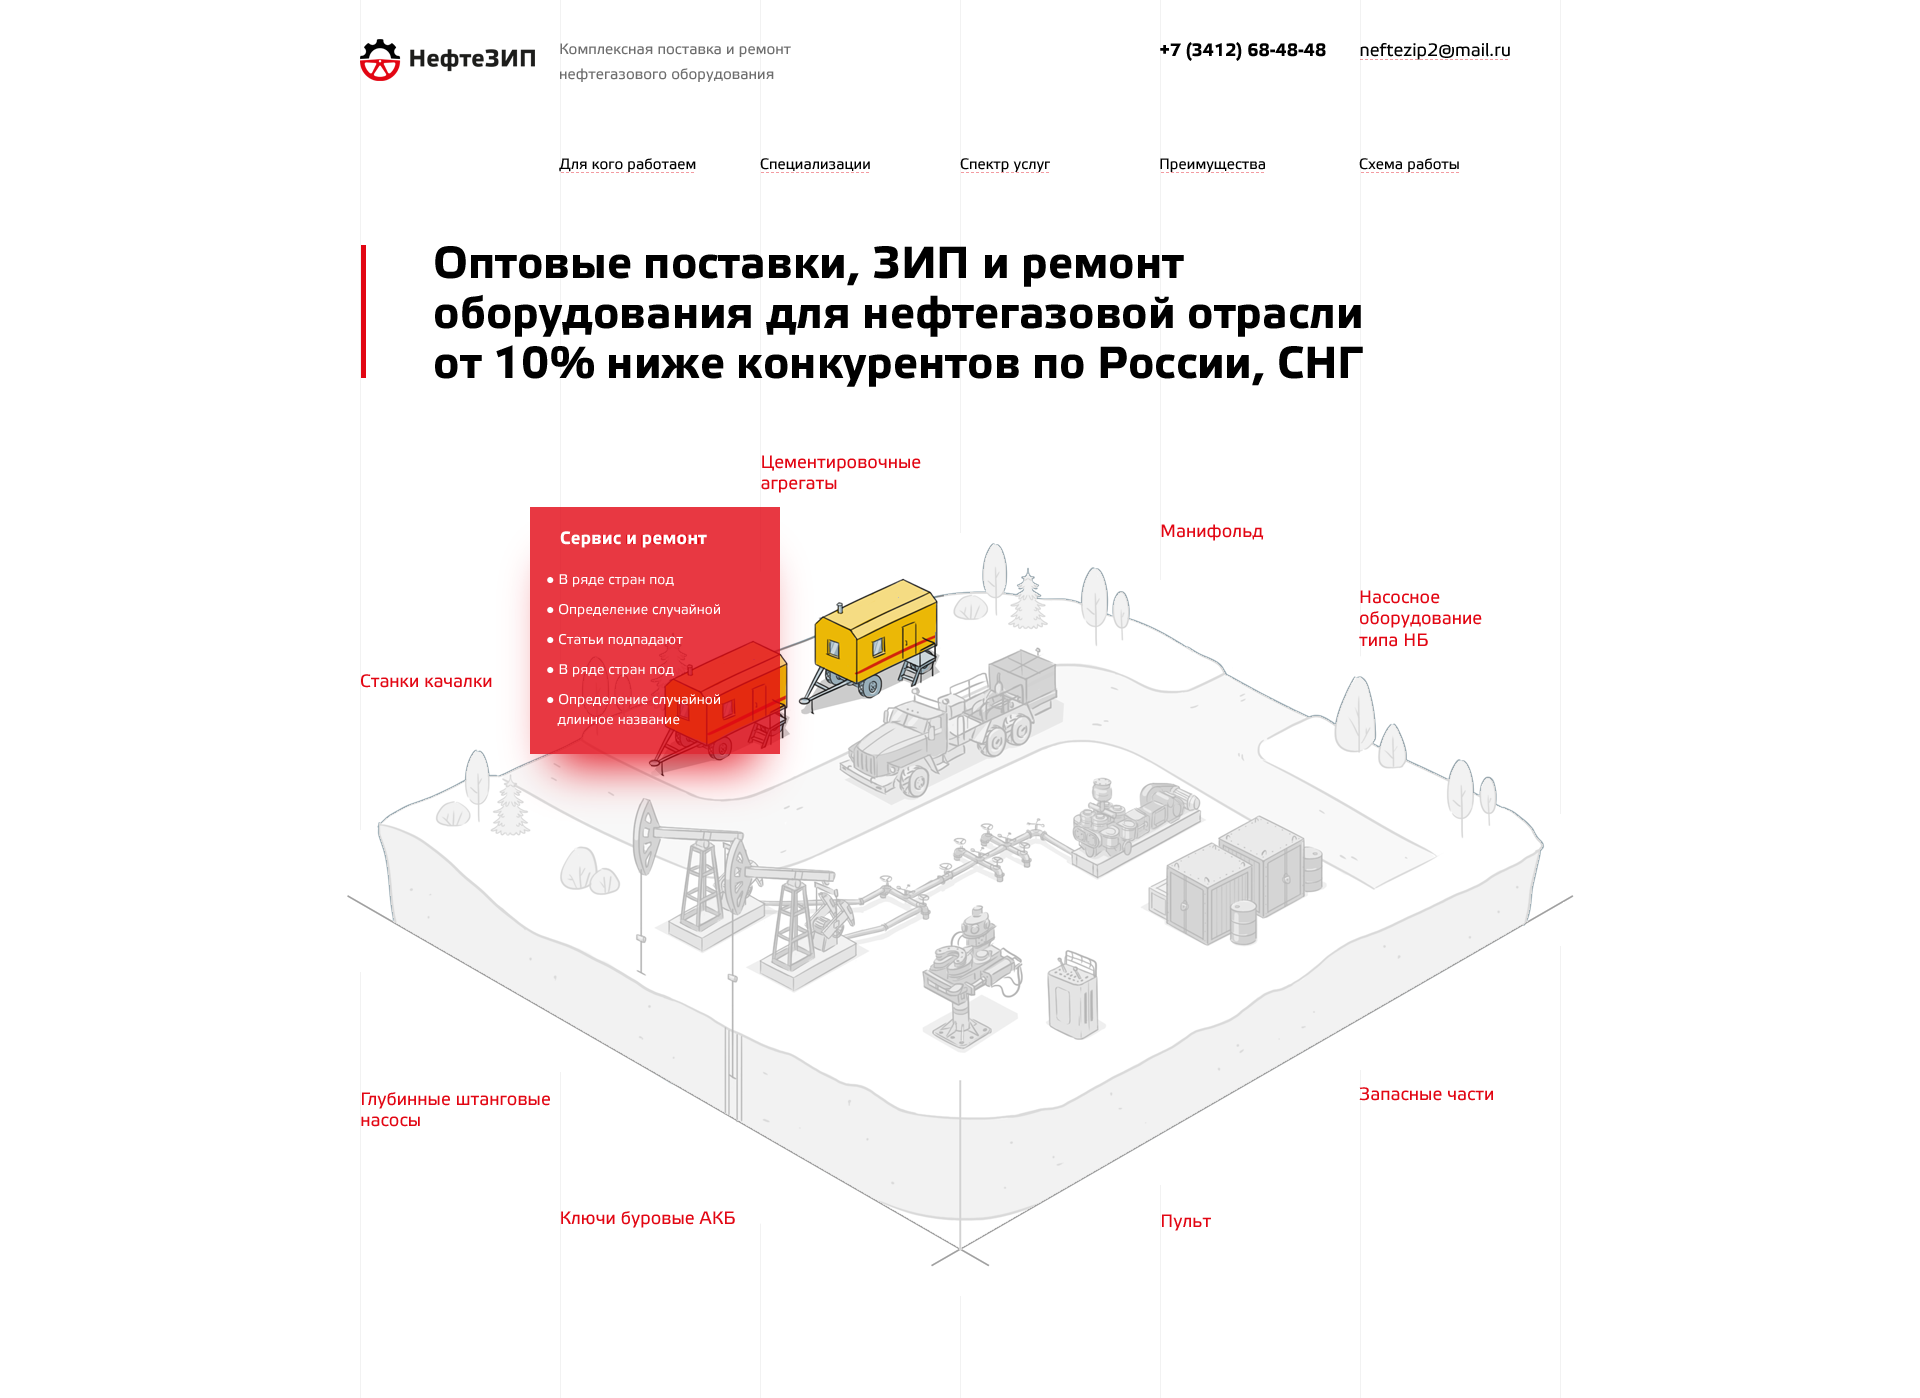 НефтеЗИП
Комплексная поставка и ремонт
нефтегазового оборудования
+7 (3412) 68-48-48
neftezip2@mail.ru
Для кого работаем
Специализации
Спектр услуг
Преимущества
Схема работы
Оптовые поставки, ЗИП и ремонт
оборудования для нефтегазовой отрасли
от 10% ниже конкурентов по России, СНГ
Цементировочные
агрегаты
Манифольд
Сервис и ремонт
● В ряде стран под
● Определение случайной
● Статьи подпадают
● В ряде стран под
● Определение случайной
длинное название
Насосное
оборудование
типа НБ
Станки качалки
Глубинные штанговые
насосы
Запасные части
Ключи буровые АКБ
Пульт